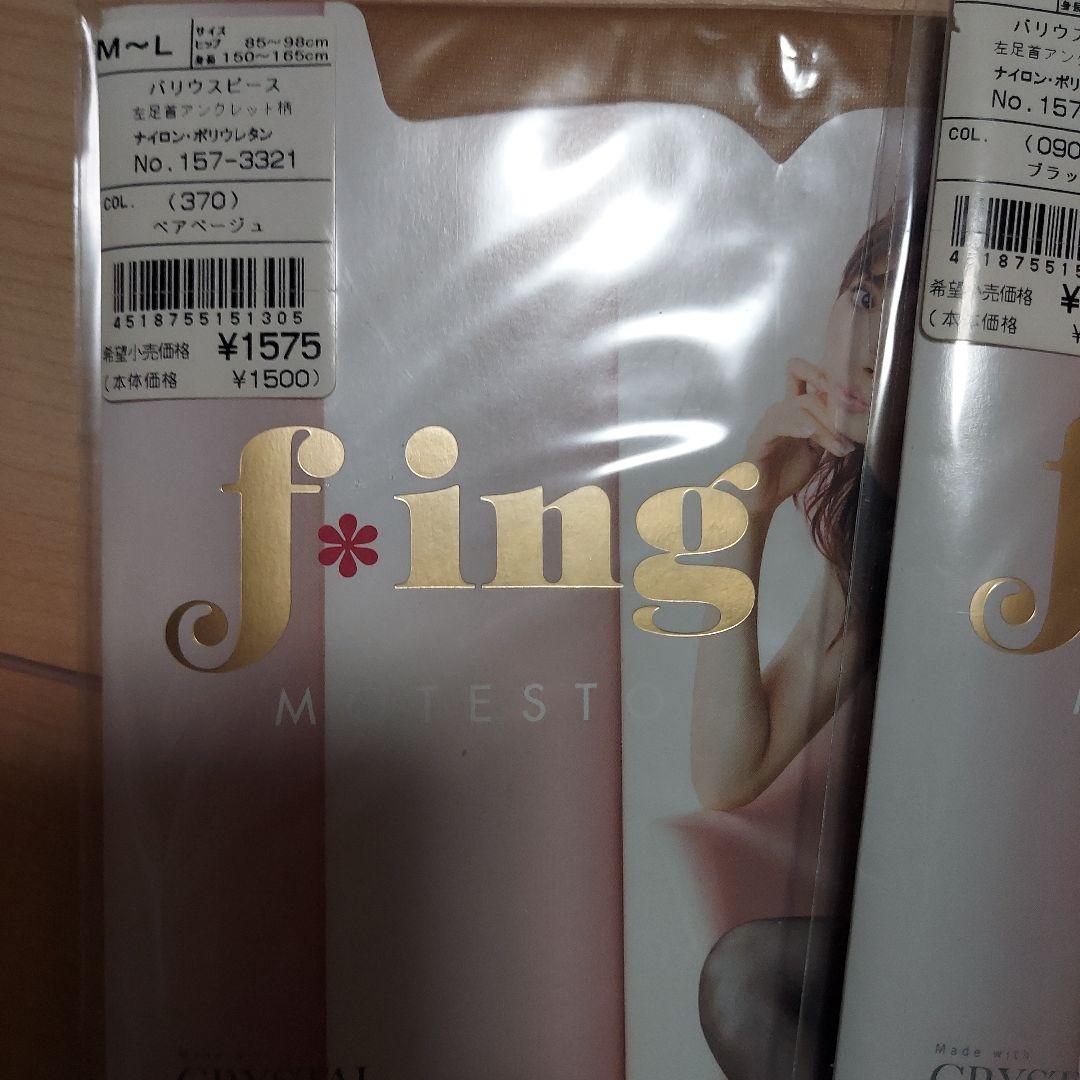 M～L
サイズ
ヒップ 85～98cm
身長 150～165cm
バリウスピース
左足首アンクレット柄
ナイロン・ポリウレタン
No.157-3321
COL. (370)
ベアベージュ
4518755151305
希望小売価格 ¥1575
(本体価格 ¥1500)
f*ing
MOTESTO
CRYSTAL
バリウス
左足首アン
ナイロン・ポリ
No.157
COL. (090
ブラッ
希望小売価格 ¥
(本体価格 ¥
Made with
CRYST